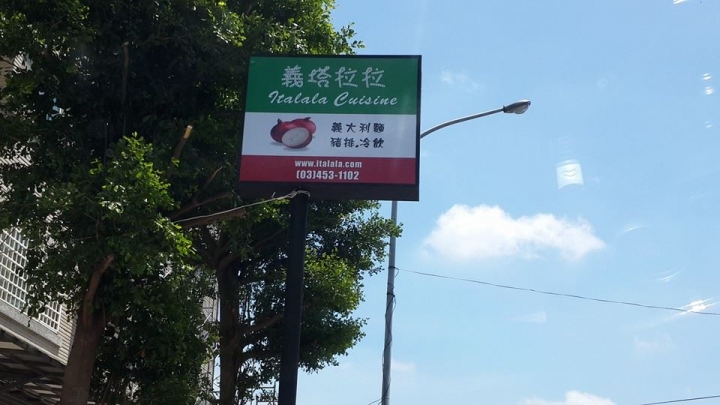 義塔拉拉
Italala Cuisine
義大利麵
豬排.冷飲
www.italala.com
(03)453-1102